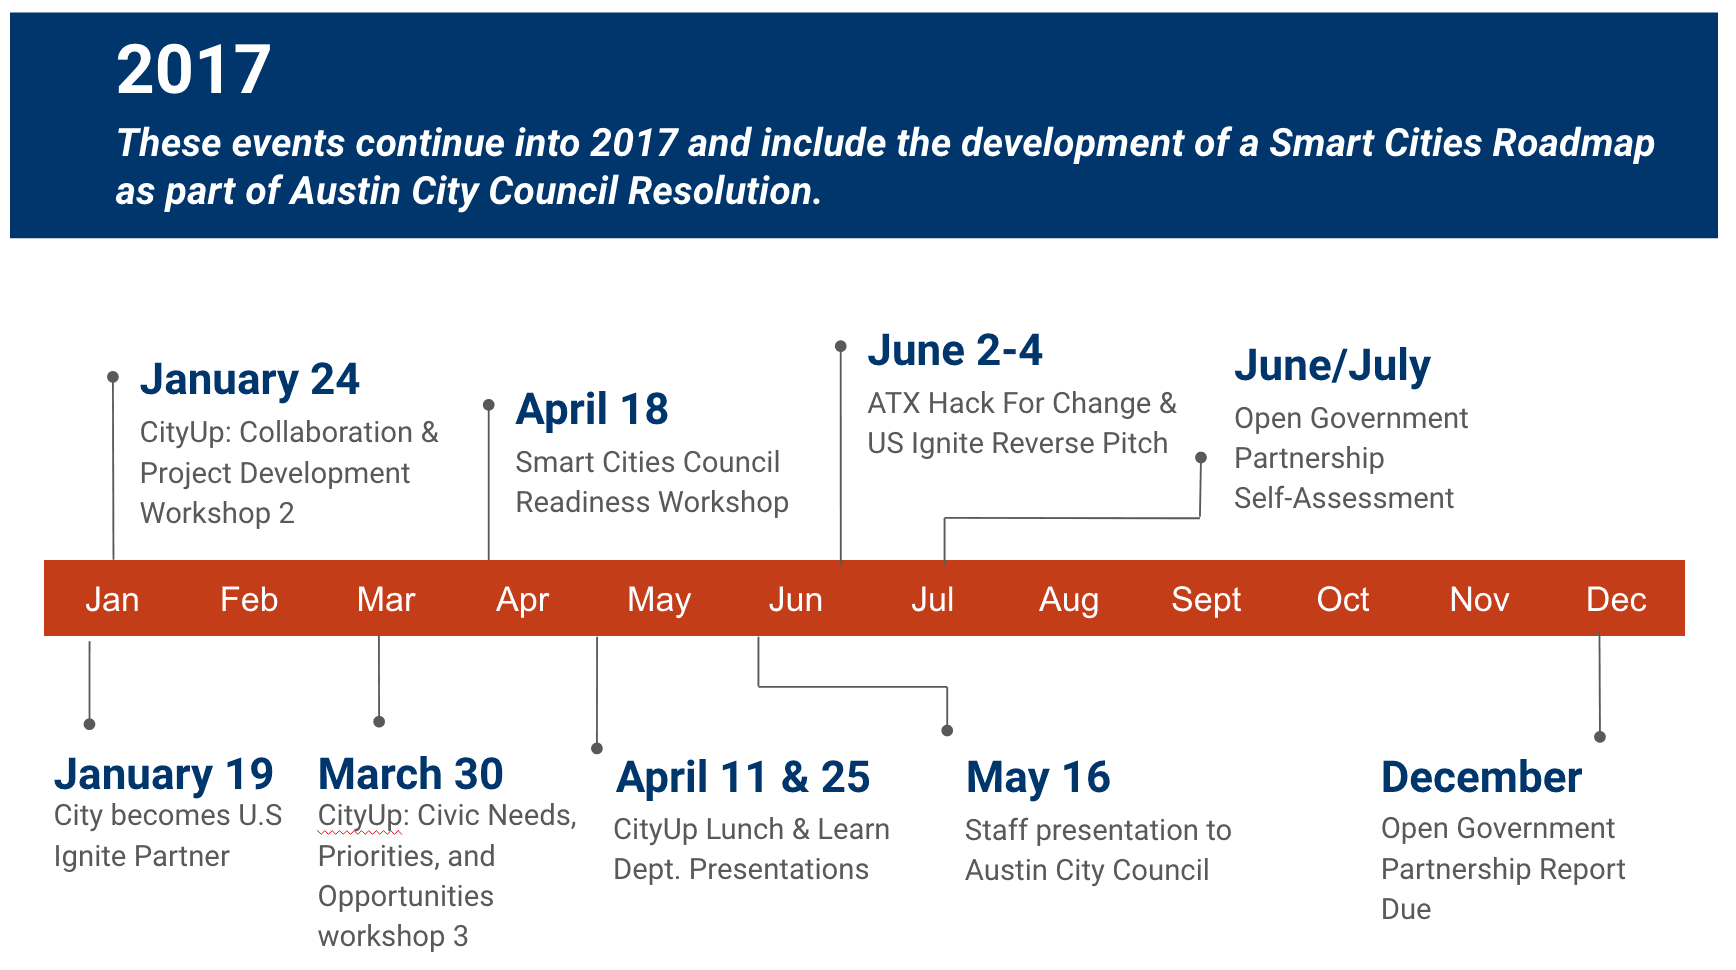 2017
These events continue into 2017 and include the development of a Smart Cities Roadmap
as part of Austin City Council Resolution.
January 24
CityUp: Collaboration &
Project Development
Workshop 2
April 18
Smart Cities Council
Readiness Workshop
June 2-4
ATX Hack For Change &
US Ignite Reverse Pitch
June/July
Open Government
Partnership
Self-Assessment
Jan Feb Mar Apr May Jun Jul Aug Sept Oct Nov Dec
January 19
City becomes U.S
Ignite Partner
March 30
CityUp: Civic Needs,
Priorities, and
Opportunities
workshop 3
April 11 & 25
CityUp Lunch & Learn
Dept. Presentations
May 16
Staff presentation to
Austin City Council
December
Open Government
Partnership Report
Due